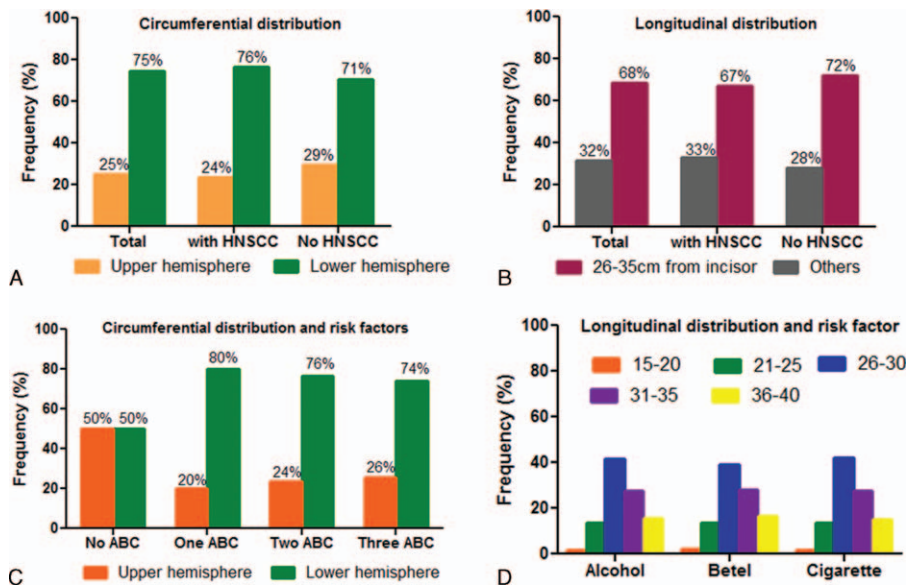 Circumferential distribution
100
80
60
40
20
0
Frequency (%)
75%
76%
71%
25%
24%
29%
Total with HNSCC No HNSCC
Upper hemisphere Lower hemisphere
A
Longitudinal distribution
100
80
60
40
20
0
Frequency (%)
68%
67%
72%
32%
33%
28%
Total with HNSCC No HNSCC
26-35cm from incisor Others
B
Circumferential distribution and risk factors
100
80
60
40
20
0
Frequency (%)
50% 50%
80%
76%
74%
20%
24%
26%
No ABC One ABC Two ABC Three ABC
Upper hemisphere Lower hemisphere
C
Longitudinal distribution and risk factor
100
80
60
40
20
0
Frequency (%)
15-20 21-25 26-30
31-35 36-40
Alcohol Betel Cigarette
D